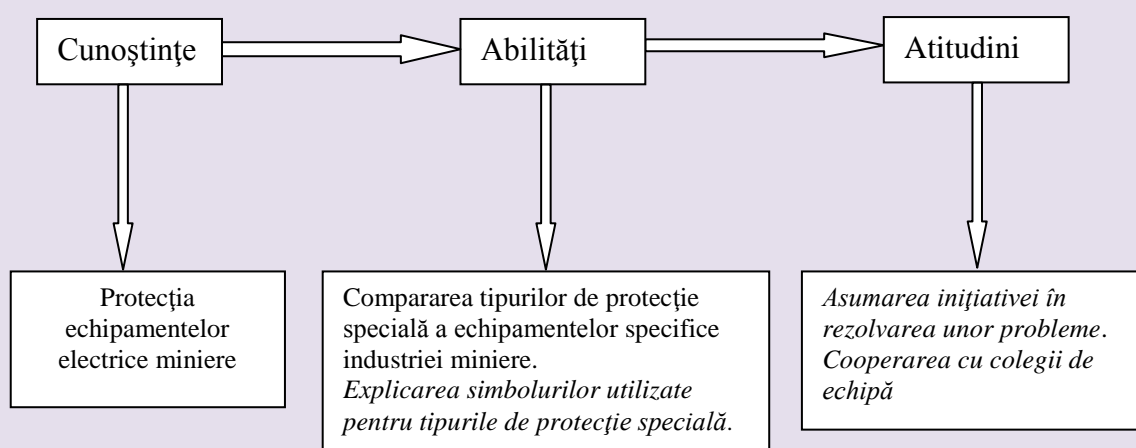 Cunoştinţe
Abilităţi
Atitudini
Protecţia
echipamentelor
electrice miniere
Compararea tipurilor de protecţie
specială a echipamentelor specifice
industriei miniere.
Explicarea simbolurilor utilizate
pentru tipurile de protecţie specială.
Asumarea iniţiativei în
rezolvarea unor probleme.
Cooperarea cu colegii de
echipă